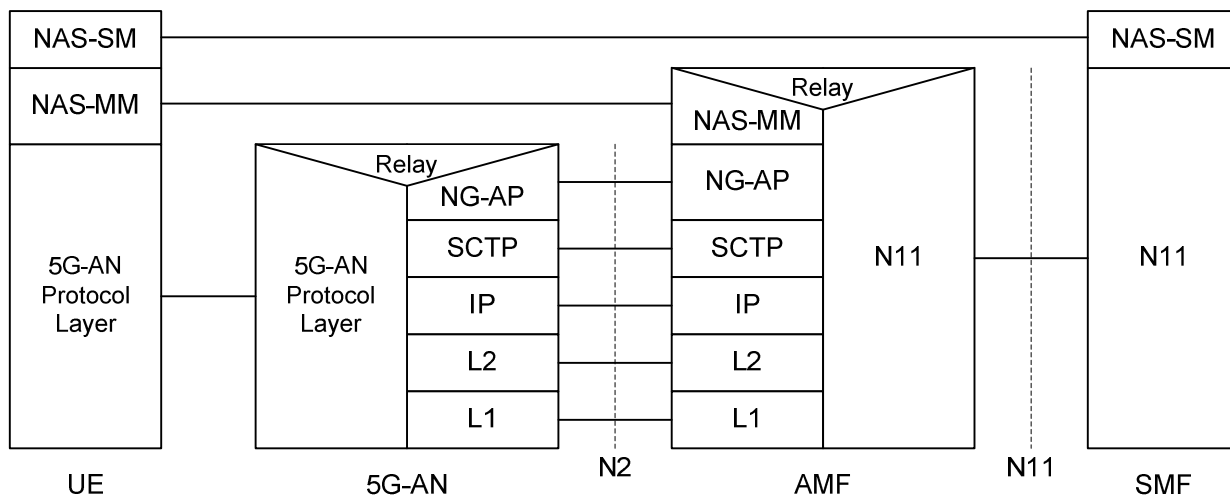 NAS-SM
NAS-SM
NAS-MM
Relay
NAS-MM
Relay
NG-AP
NG-AP
SCTP
SCTP
N11
N11
5G-AN
Protocol
Layer
5G-AN
Protocol
Layer
IP
IP
L2
L2
L1
L1
N2
N11
UE
5G-AN
AMF
SMF